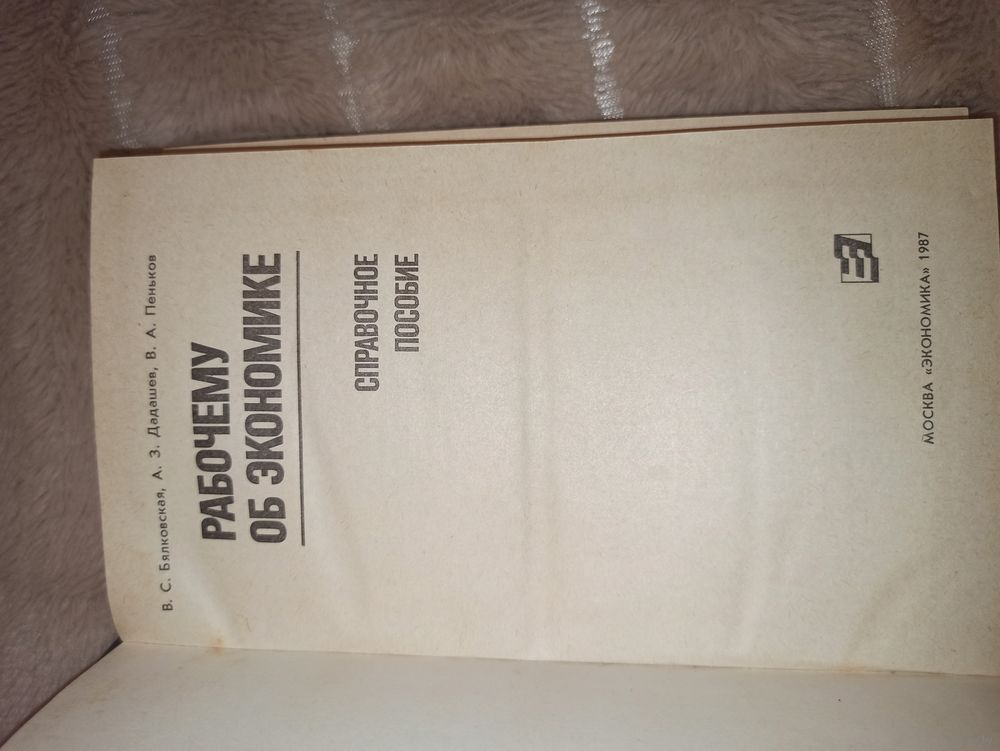 В. С. Бялковская, А. З. Дадашев, В. А. Пеньков
РАБОЧЕМУ
ОБ ЭКОНОМИКЕ
СПРАВОЧНОЕ
ПОСОБИЕ
МОСКВА «ЭКОНОМИКА» 1987